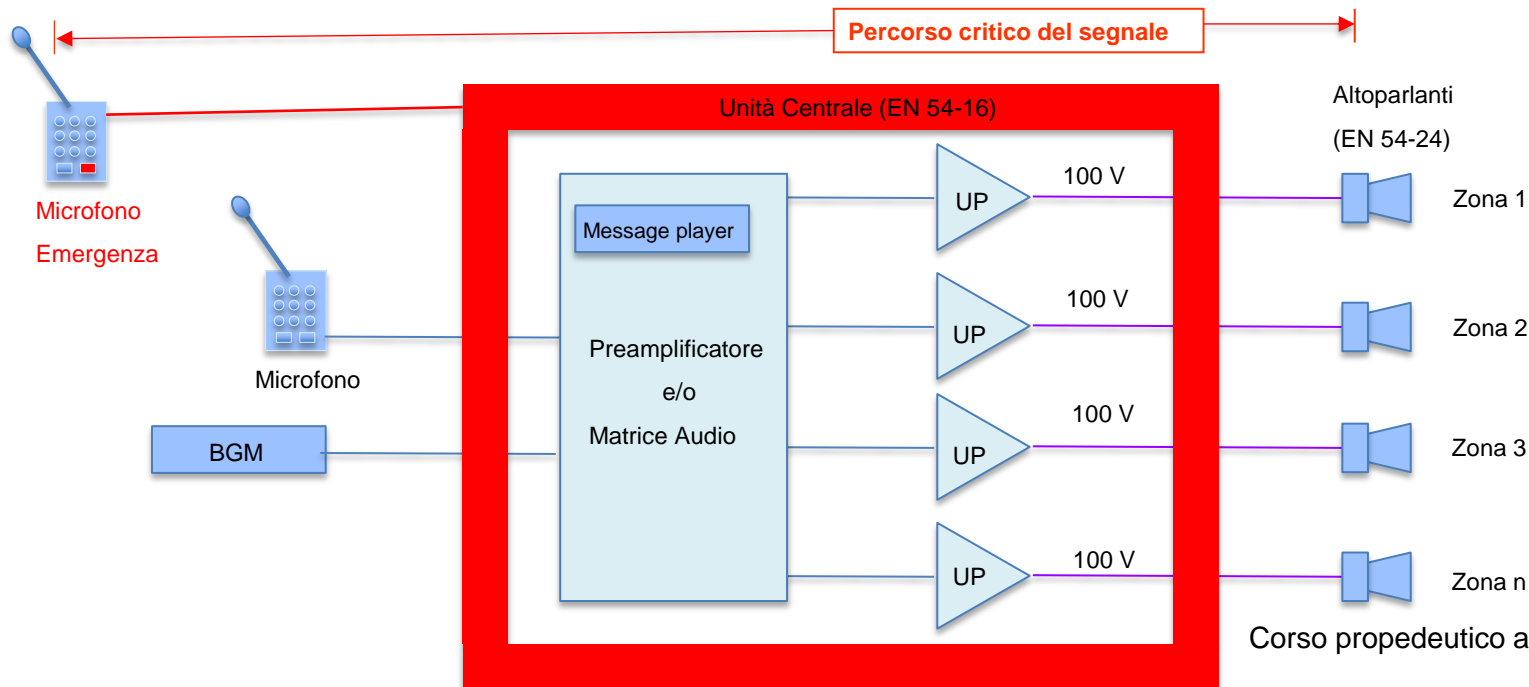 Percorso critico del segnale
Unità Centrale (EN 54-16)
Altoparlanti
(EN 54-24)
Microfono
Emergenza
Microfono
BGM
Message player
Preamplificatore
e/o
Matrice Audio
UP
100 V
Zona 1
UP
100 V
Zona 2
UP
100 V
Zona 3
UP
100 V
Zona n
Corso propedeutico a